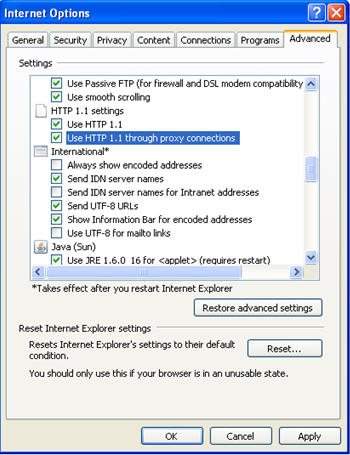 Internet Options
General Security Privacy Content Connections Programs Advanced
Settings
Use Passive FTP (for firewall and DSL modem compatibility
Use smooth scrolling
HTTP 1.1 settings
Use HTTP 1.1
Use HTTP 1.1 through proxy connections
International*
Always show encoded addresses
Send IDN server names
Send IDN server names for Intranet addresses
Send UTF-8 URLs
Show Information Bar for encoded addresses
Use UTF-8 for mailto links
Java (Sun)
Use JRE 1.6.0_16 for <applet> (requires restart)
*Takes effect after you restart Internet Explorer
Restore advanced settings
Reset Internet Explorer settings
Resets Internet Explorer's settings to their default
condition.
Reset...
You should only use this if your browser is in an unusable state.
OK Cancel Apply